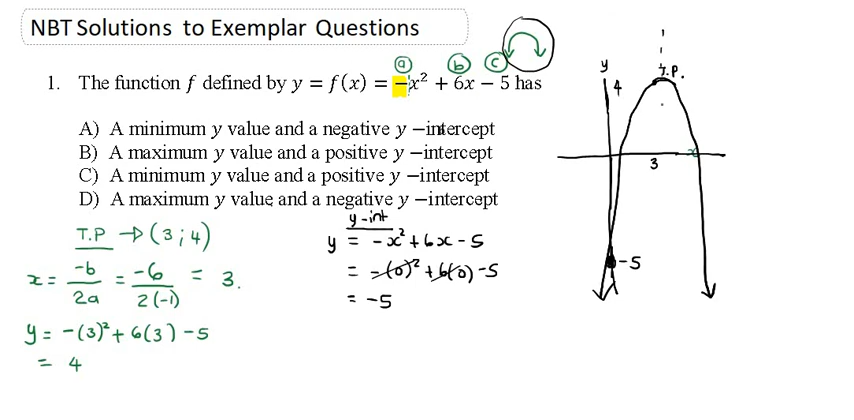 NBT Solutions to Exemplar Questions
a b c
1. The function f defined by y = f(x) = −x² + 6x − 5 has
A) A minimum y value and a negative y −intercept
B) A maximum y value and a positive y −intercept
C) A minimum y value and a positive y −intercept
D) A maximum y value and a negative y −intercept
T.P → (3 ; 4)
x = -b/2a = -6/2(-1) = 3.
y = -(3)² + 6(3) - 5
= 4
y-int
y = -x² + 6x - 5
= -(0)² + 6(0) - 5
= -5
y
T.P.
4
x
3
-5